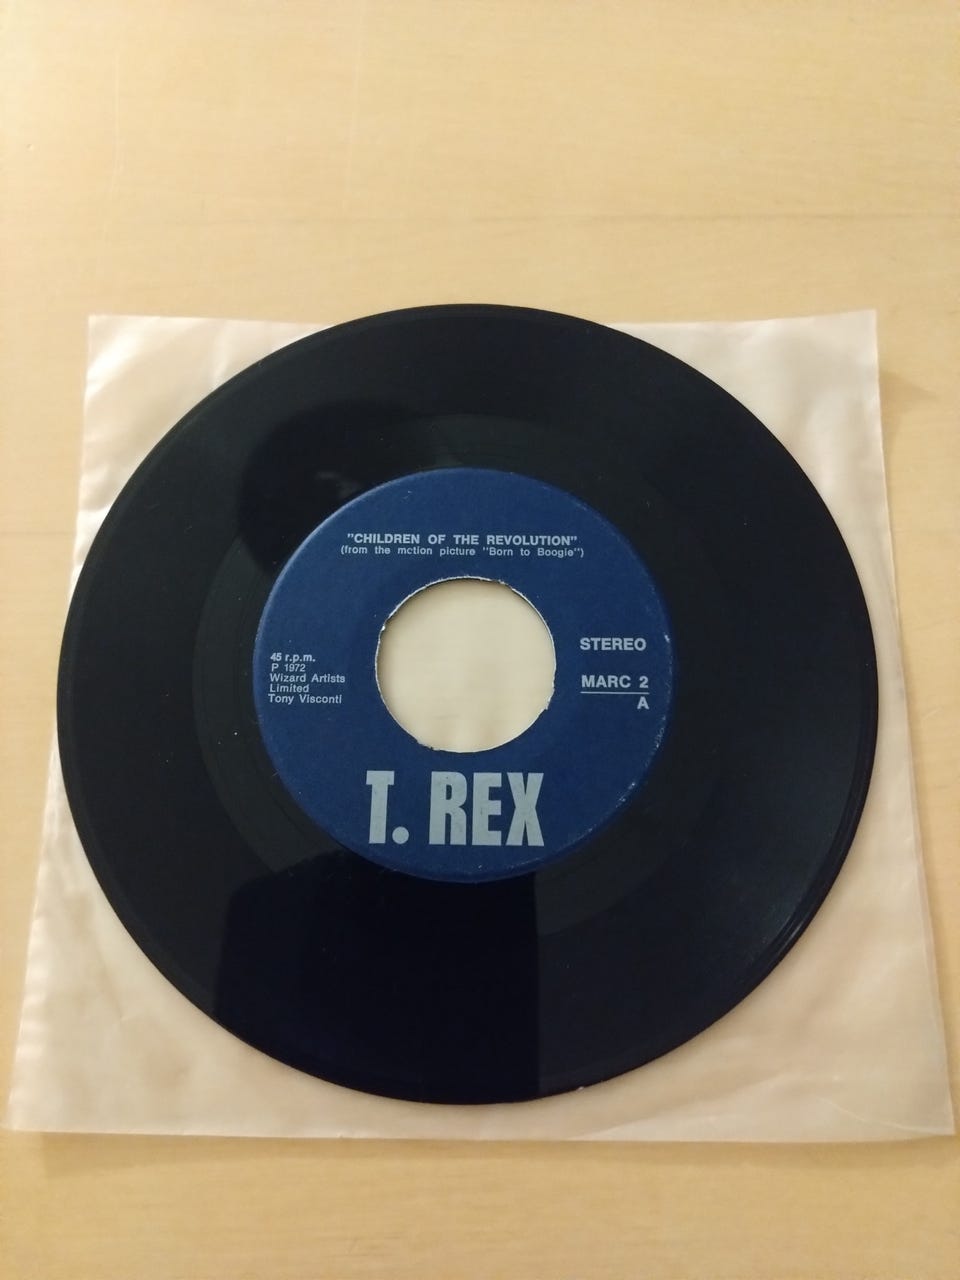 "CHILDREN OF THE REVOLUTION"
(from the motion picture "Born to Boogie")
45 r.p.m.
P 1972
Wizard Artists
Limited
Tony Visconti
STEREO
MARC 2
A
T. REX